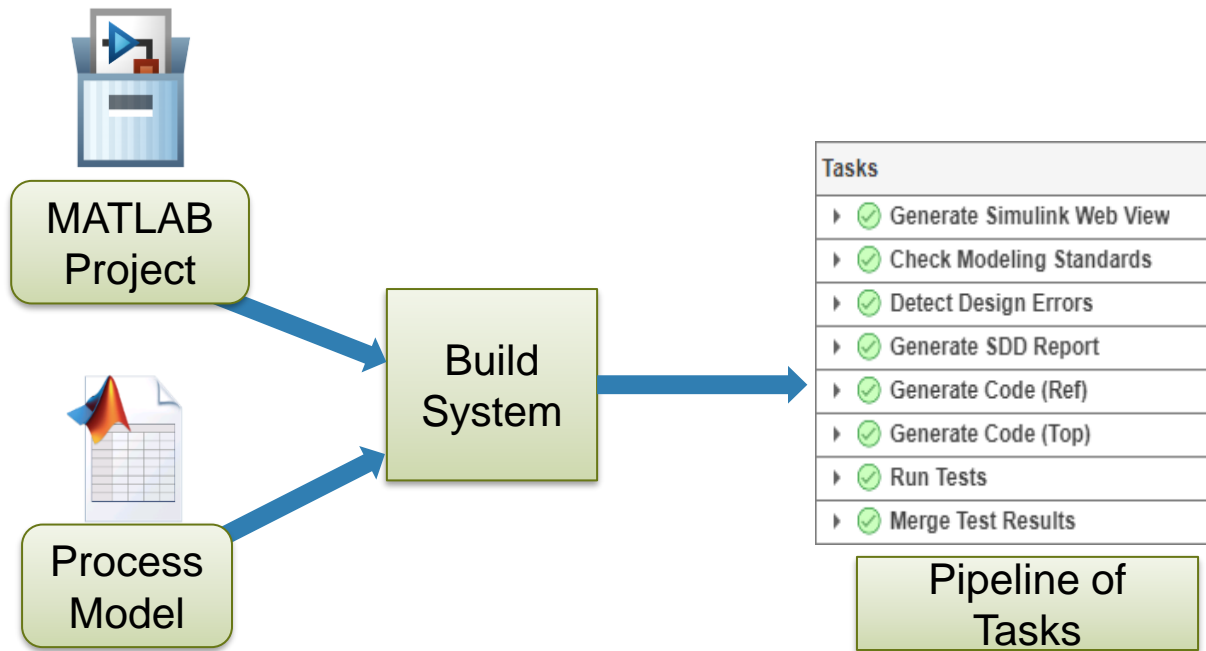 MATLAB
Project
Process
Model
Build
System
Tasks
Generate Simulink Web View
Check Modeling Standards
Detect Design Errors
Generate SDD Report
Generate Code (Ref)
Generate Code (Top)
Run Tests
Merge Test Results
Pipeline of
Tasks